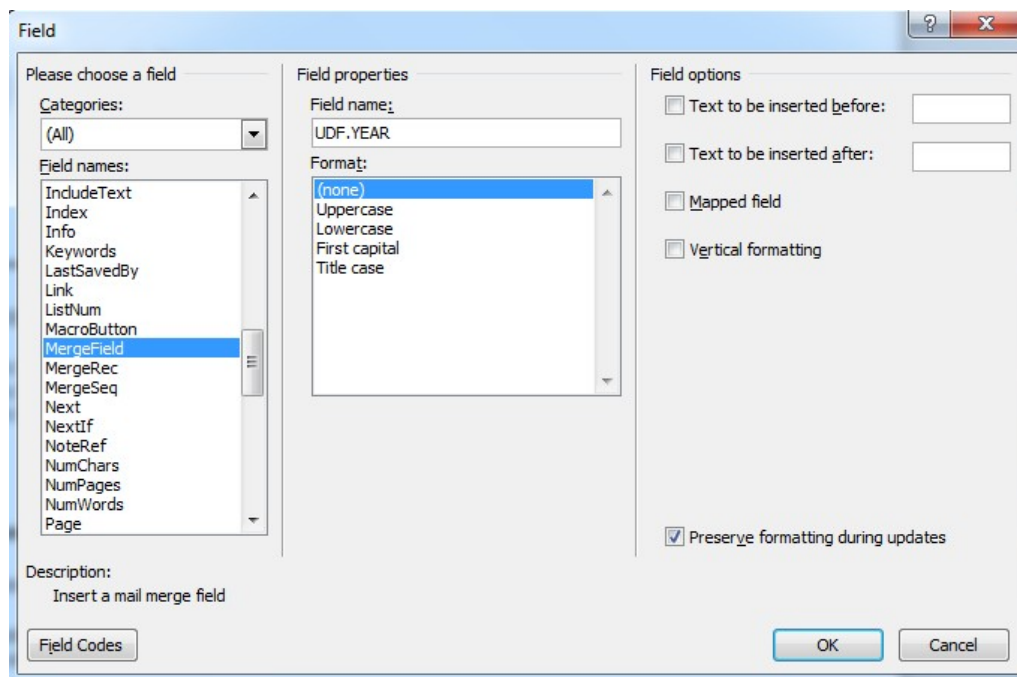 Field
?
X
Please choose a field
Categories:
(All)
Field names:
IncludeText
Index
Info
Keywords
LastSavedBy
Link
ListNum
MacroButton
MergeField
MergeRec
MergeSeq
Next
NextIf
NoteRef
NumChars
NumPages
NumWords
Page
Field properties
Field name:
UDF.YEAR
Format:
(none)
Uppercase
Lowercase
First capital
Title case
Field options
Text to be inserted before:
Text to be inserted after:
Mapped field
Vertical formatting
Preserve formatting during updates
Description:
Insert a mail merge field
Field Codes
OK
Cancel